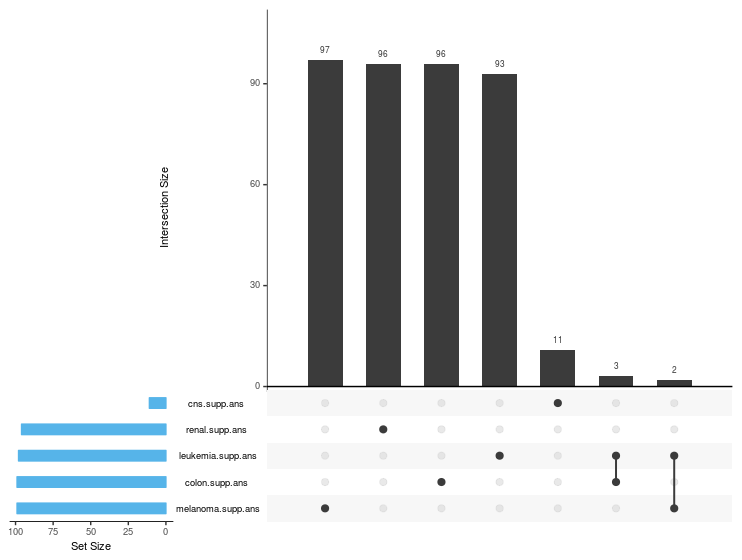 97
96
96
93
11
3
2
90
60
30
0
Intersection Size
cns.supp.ans
renal.supp.ans
leukemia.supp.ans
colon.supp.ans
melanoma.supp.ans
100 75 50 25 0
Set Size